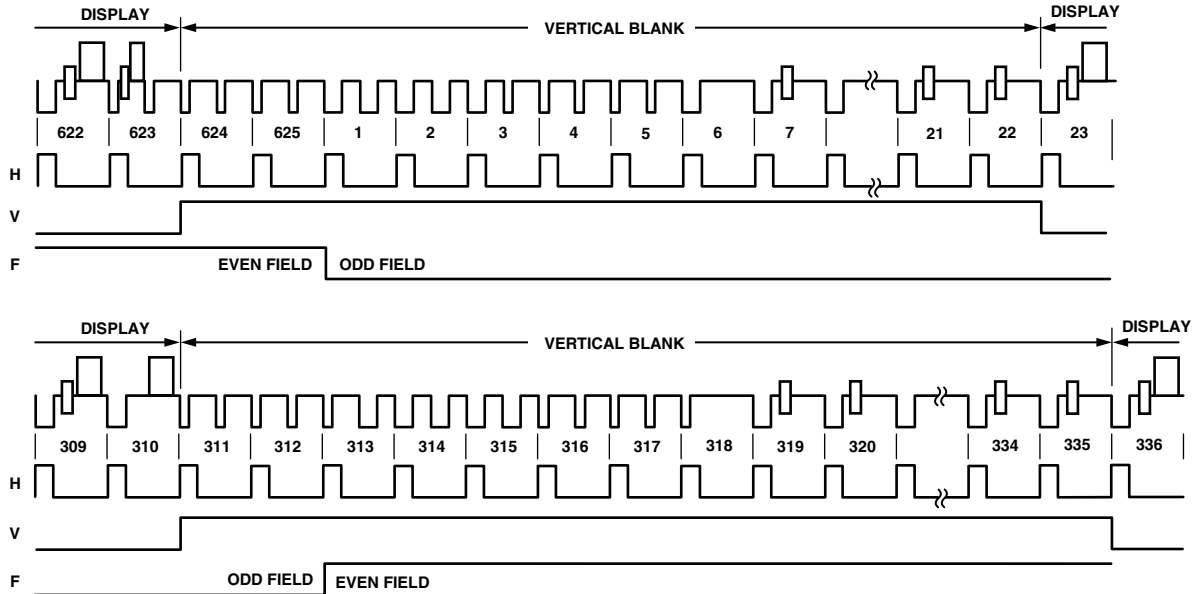 DISPLAY VERTICAL BLANK DISPLAY
622 623 624 625 1 2 3 4 5 6 7 21 22 23
H
V
F EVEN FIELD ODD FIELD
DISPLAY VERTICAL BLANK DISPLAY
309 310 311 312 313 314 315 316 317 318 319 320 334 335 336
H
V
F ODD FIELD EVEN FIELD